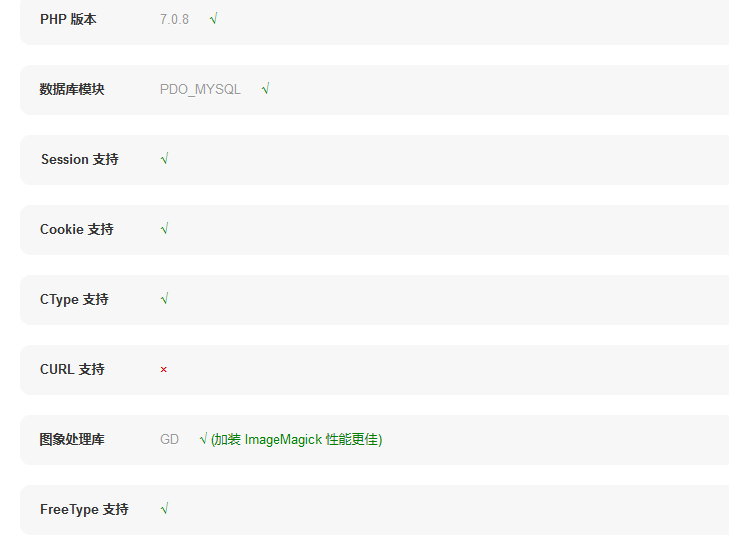 PHP 版本 7.0.8 √
数据库模块 PDO_MYSQL √
Session 支持 √
Cookie 支持 √
CType 支持 √
CURL 支持 ×
图象处理库 GD √ (加装 ImageMagick 性能更佳)
FreeType 支持 √